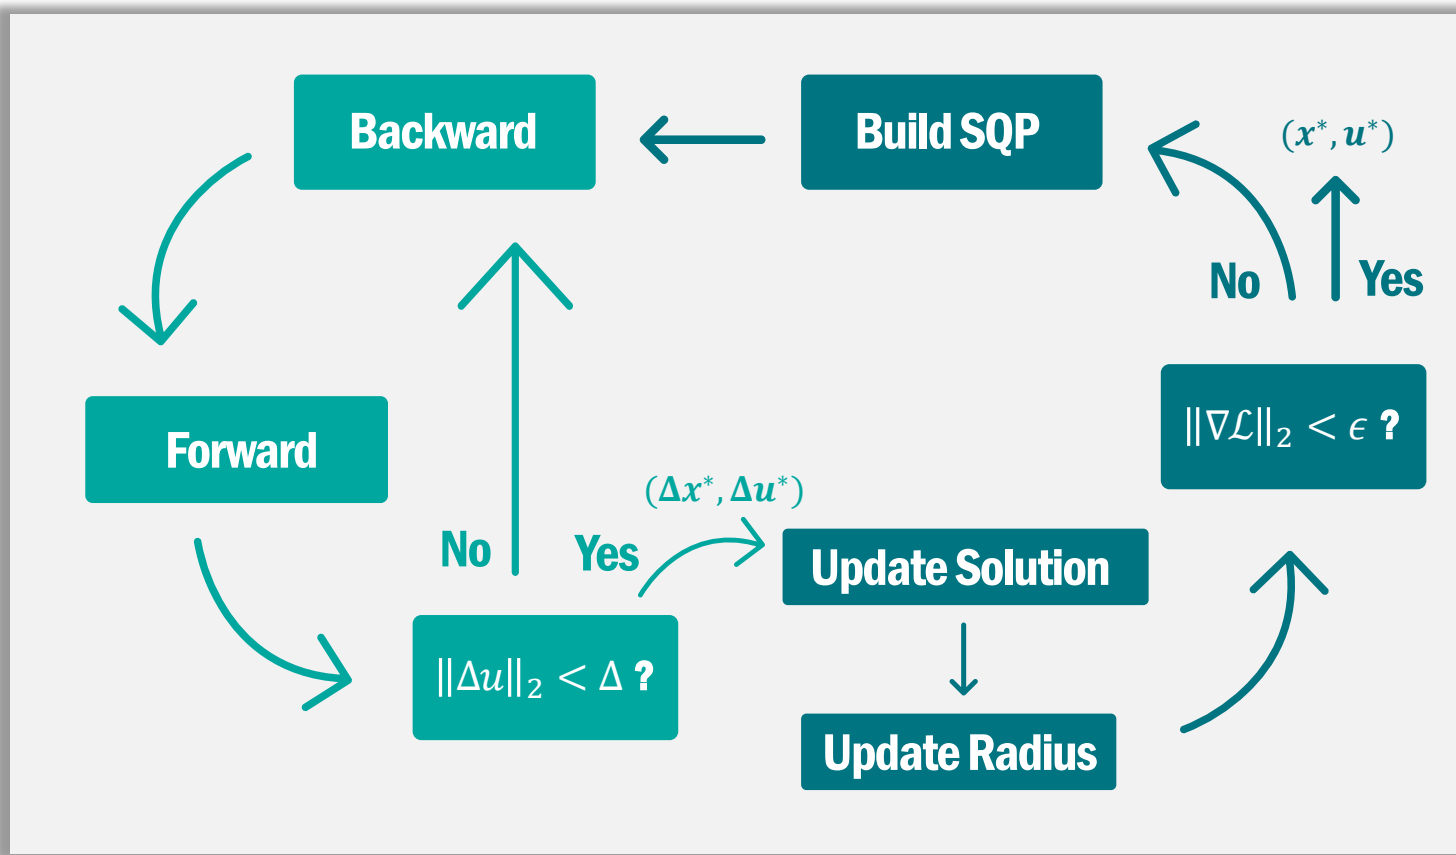 Backward
Build SQP
(x*, u*)
No
Yes
Forward
‖∇ℒ‖₂ < ϵ ?
(Δx*, Δu*)
No
Yes
Update Solution
‖Δu‖₂ < Δ ?
Update Radius